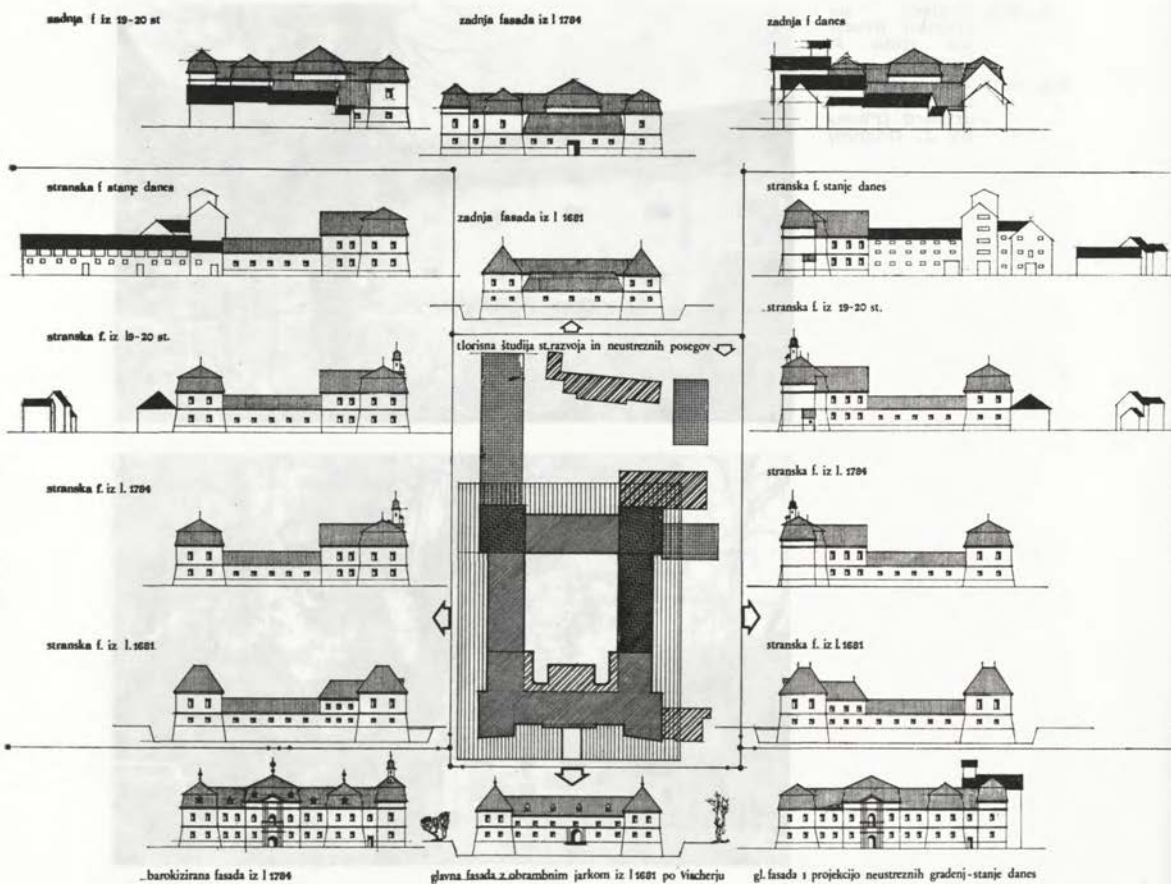 zadnja f iz 19-20 st
zadnja fasada iz l 1784
zadnja f danes
stranska f stanje danes
zadnja fasada iz l 1681
stranska f. stanje danes
stranska f. iz 19-20 st.
tlorisna študija st.razvoja in neustreznih posegov
stranska f. iz 19-20 st.
stranska f. iz l. 1784
stranska f. iz l. 1784
stranska f. iz l. 1681
stranska f. iz l. 1681
barokizirana fasada iz l 1784
glavna fasada z obrambnim jarkom iz l 1681 po Viacherju
gl. fasada s projekcijo neustreznih gradenj-stanje danes